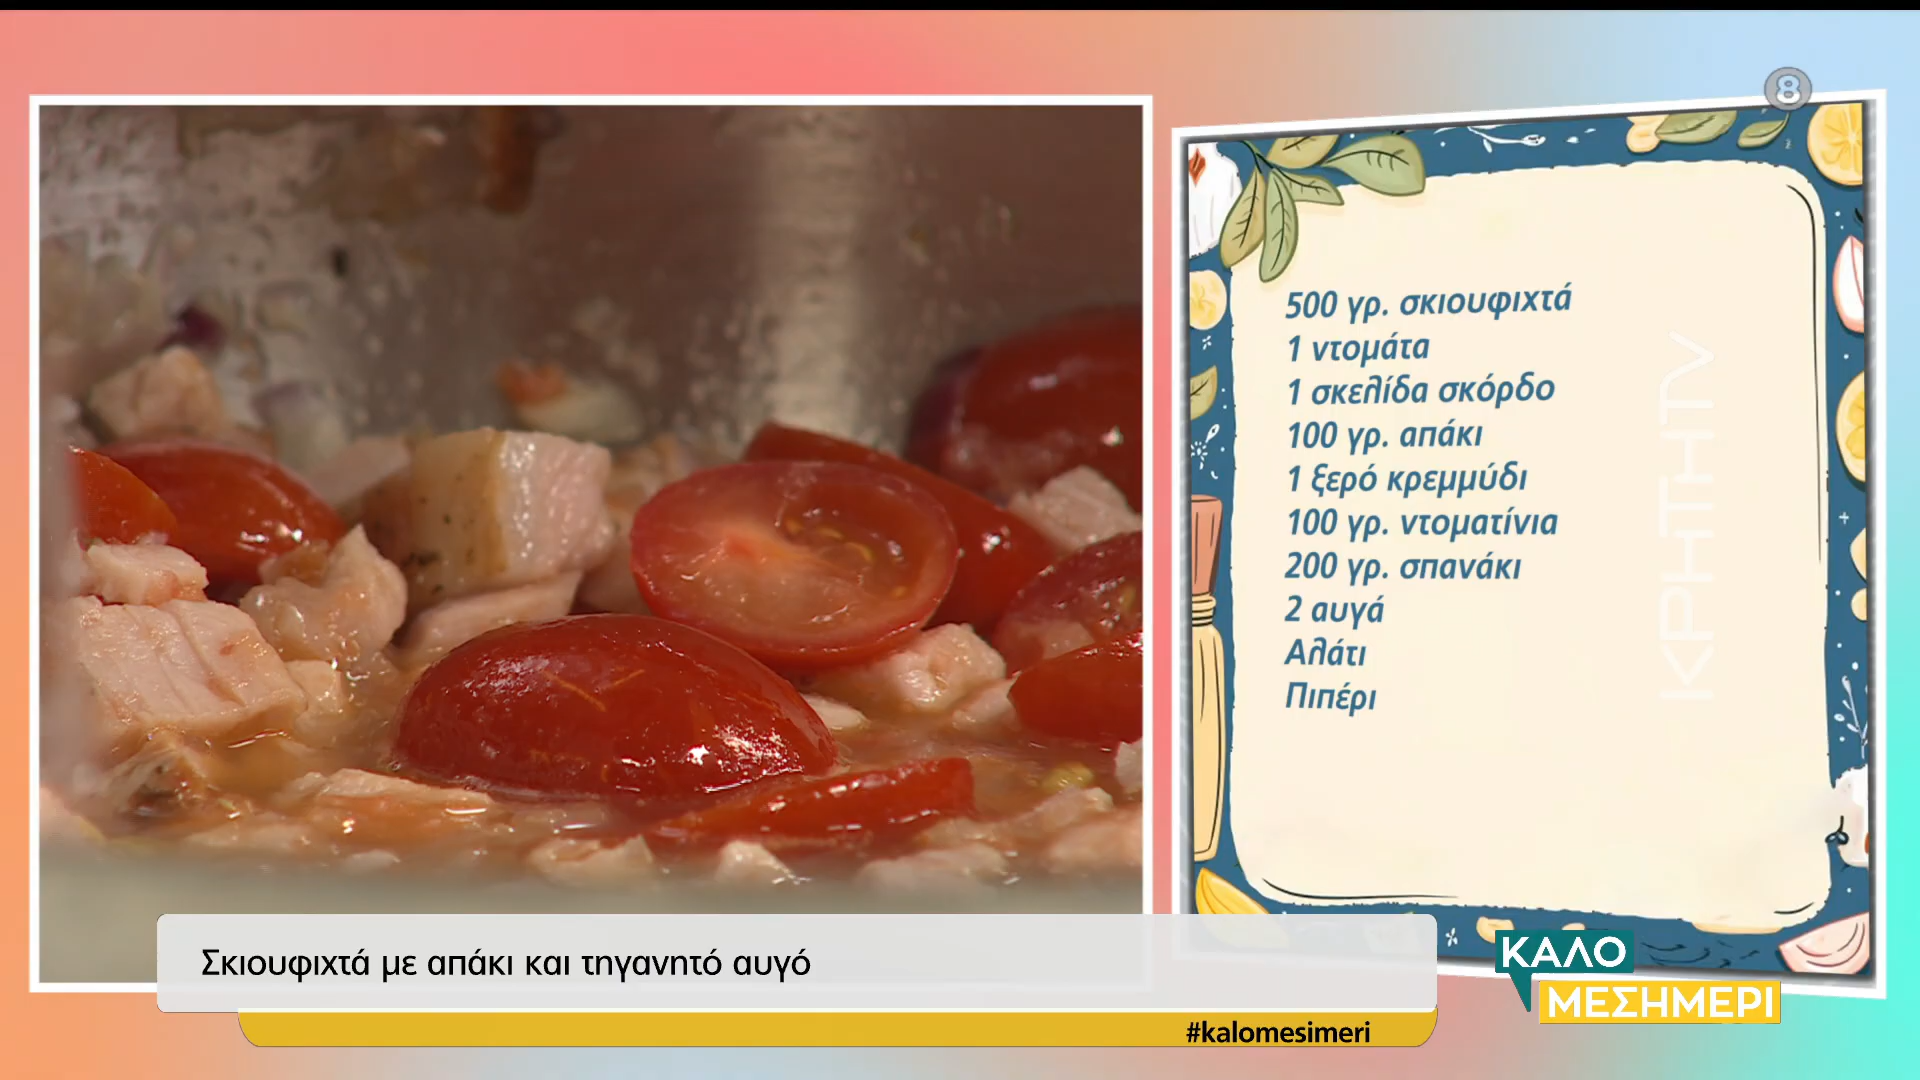 8
500 γρ. σκιουφιχτά
1 ντομάτα
1 σκελίδα σκόρδο
100 γρ. απάκι
1 ξερό κρεμμύδι
100 γρ. ντοματίνια
200 γρ. σπανάκι
2 αυγά
Αλάτι
Πιπέρι
ΚΡΗΤΗTV
Σκιουφιχτά με απάκι και τηγανητό αυγό
ΚΑΛΟ
ΜΕΣΗΜΕΡΙ
#kalomesimeri